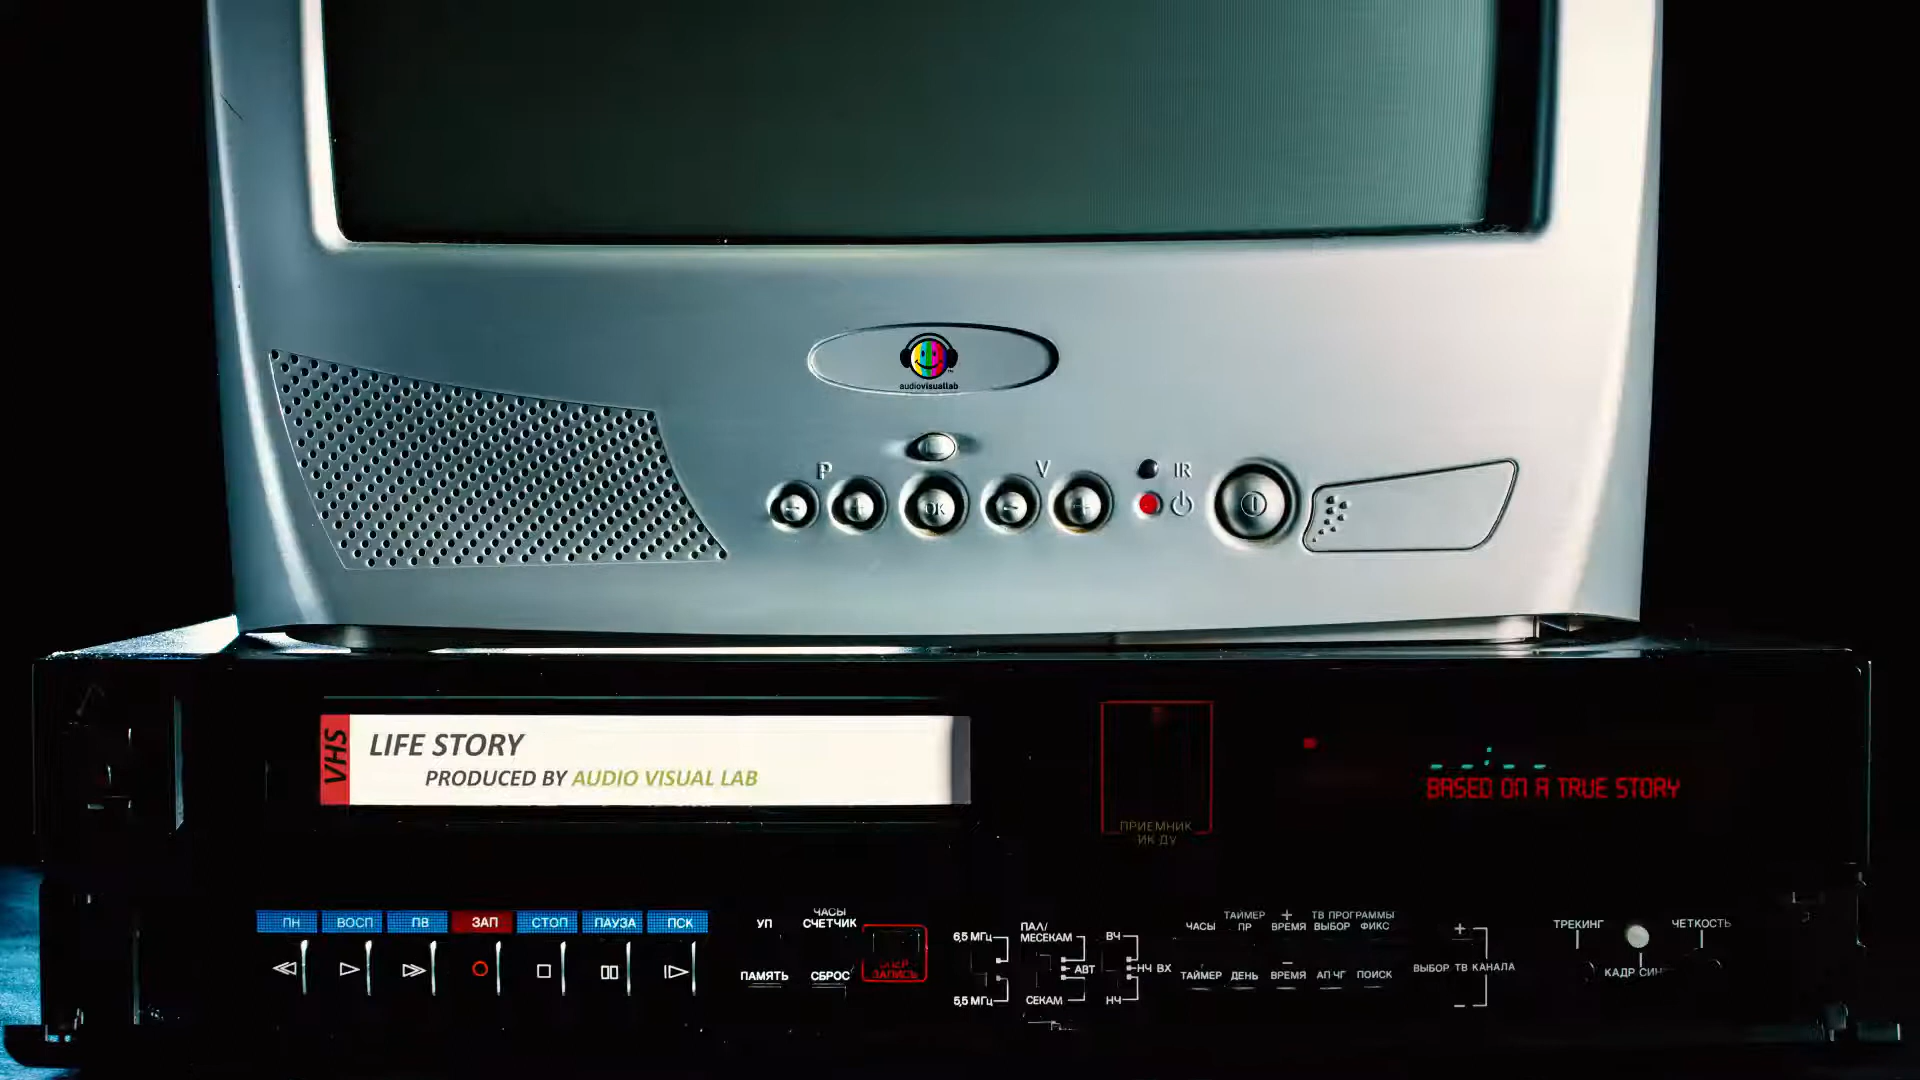 audiovisuallab
P
V
IR
OK
VHS
LIFE STORY
PRODUCED BY AUDIO VISUAL LAB
BASED ON A TRUE STORY
ПРИЕМНИК
ИК ДУ
ПН ВОСП ПВ ЗАП СТОП ПАУЗА ПСК
УП
ЧАСЫ
СЧЕТЧИК
ПАМЯТЬ
СБРОС
ЗАПИСЬ
6,5 МГц
5,5 МГц
ПАЛ/
МЕСЕКАМ
АВТ
СЕКАМ
ВЧ
НЧ ВХ
НЧ
ЧАСЫ
ТАЙМЕР
ПР
+
ВРЕМЯ
ТВ ПРОГРАММЫ
ВЫБОР ФИКС
ТАЙМЕР ДЕНЬ
–
ВРЕМЯ
АПЧГ ПОИСК
+
ВЫБОР ТВ КАНАЛА
–
ТРЕКИНГ
ЧЕТКОСТЬ
КАДР СИН